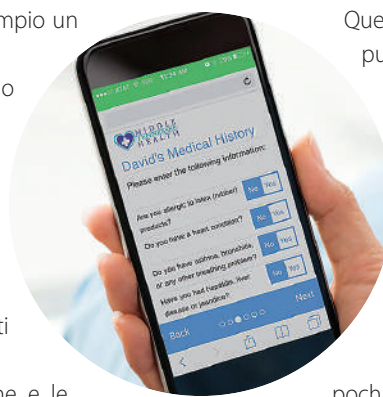 mpio un
Que
pu
o
AT&T
MIDDLE
HEALTH
David's Medical History
Please enter the following information:
Are you allergic to latex (rubber)
products?
No Yes
Do you have a heart condition?
No Yes
Do you have asthma, bronchitis,
or any other breathing problem?
No Yes
Have you had hepatitis, liver
disease or jaundice?
No Yes
Back
Next
ti
ne e le
poch